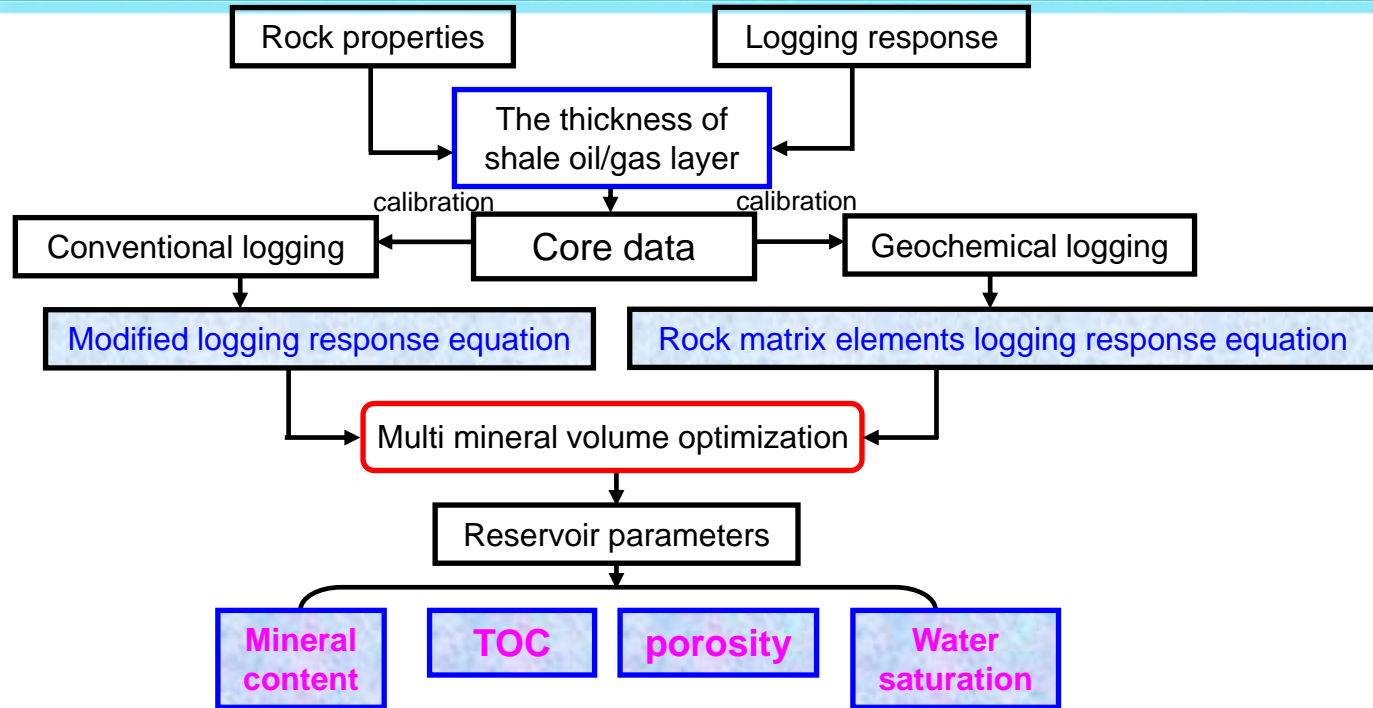 Rock properties
Logging response
The thickness of
shale oil/gas layer
calibration
calibration
Conventional logging
Core data
Geochemical logging
Modified logging response equation
Rock matrix elements logging response equation
Multi mineral volume optimization
Reservoir parameters
Mineral
content
TOC
porosity
Water
saturation